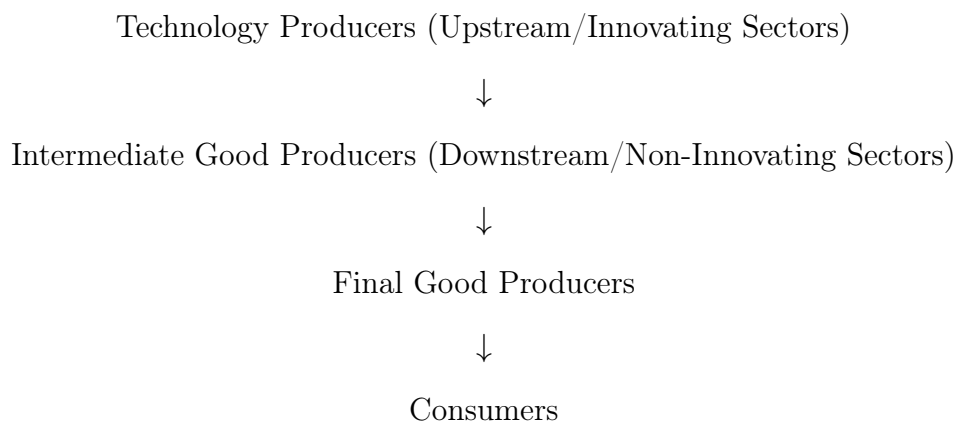 Technology Producers (Upstream/Innovating Sectors)
↓
Intermediate Good Producers (Downstream/Non-Innovating Sectors)
↓
Final Good Producers
↓
Consumers